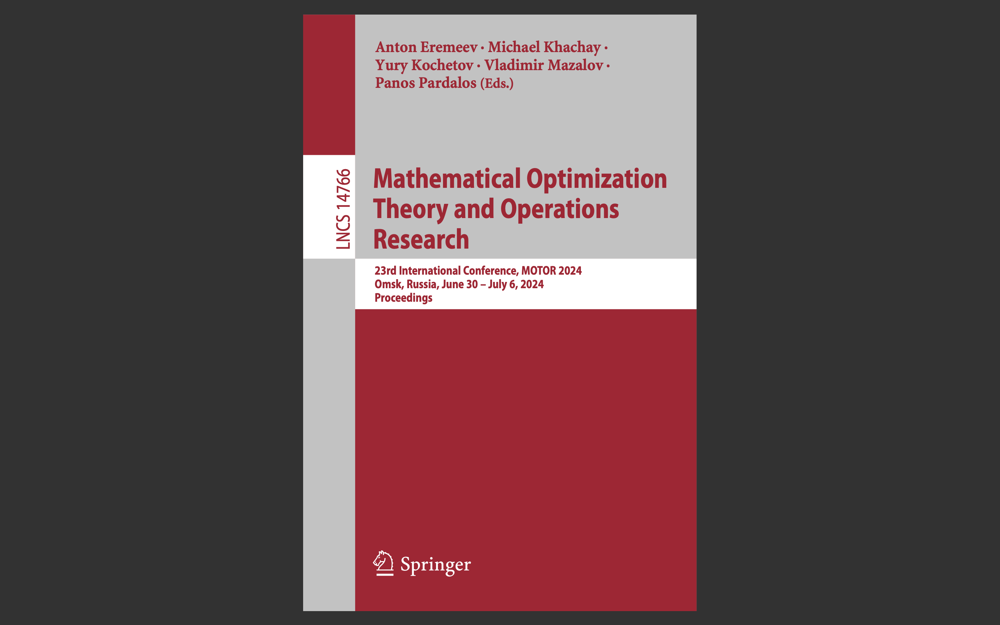 Anton Eremeev · Michael Khachay ·
Yury Kochetov · Vladimir Mazalov ·
Panos Pardalos (Eds.)
LNCS 14766
Mathematical Optimization
Theory and Operations
Research
23rd International Conference, MOTOR 2024
Omsk, Russia, June 30 – July 6, 2024
Proceedings
Springer